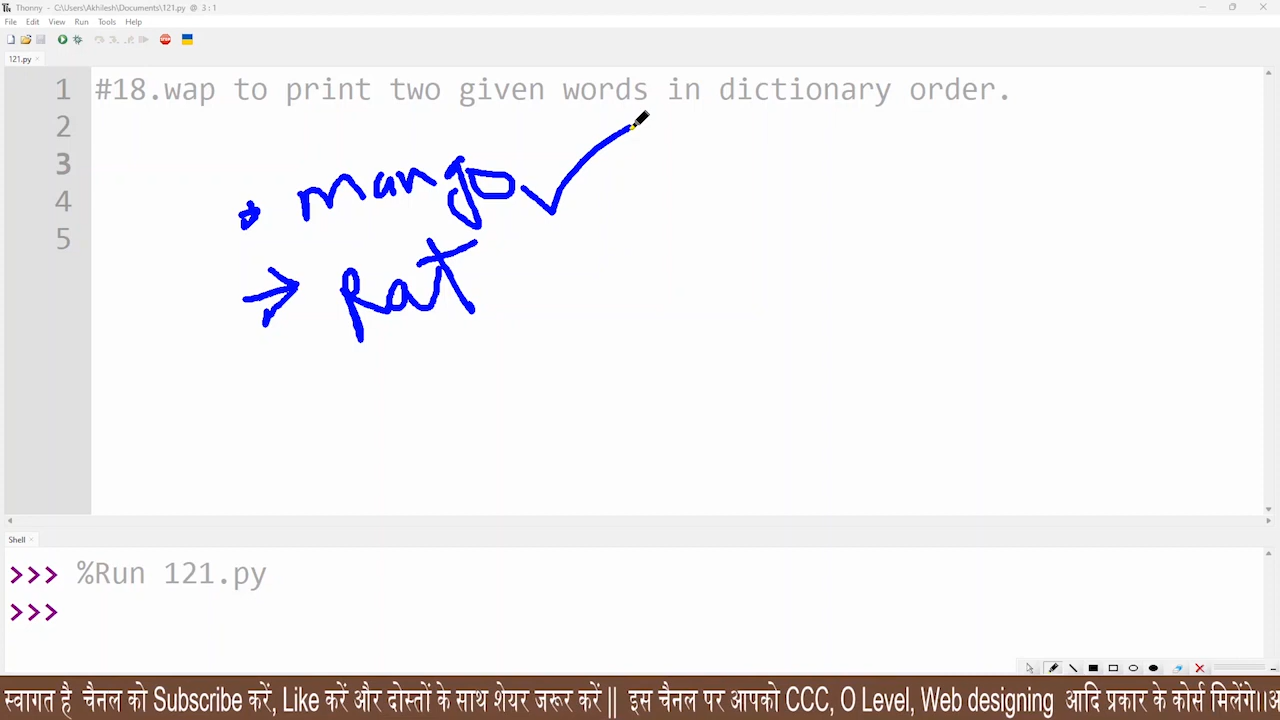 Thonny - C:\Users\Akhilesh\Documents\121.py @ 3 : 1
File Edit View Run Tools Help
121.py
1 #18.wap to print two given words in dictionary order.
2
3
4
5
mango
Rat
Shell
>>> %Run 121.py
>>>
स्वागत है चैनल को Subscribe करें, Like करें और दोस्तों के साथ शेयर जरूर करें || इस चैनल पर आपको CCC, O Level, Web designing आदि प्रकार के कोर्स मिलेंगे।।